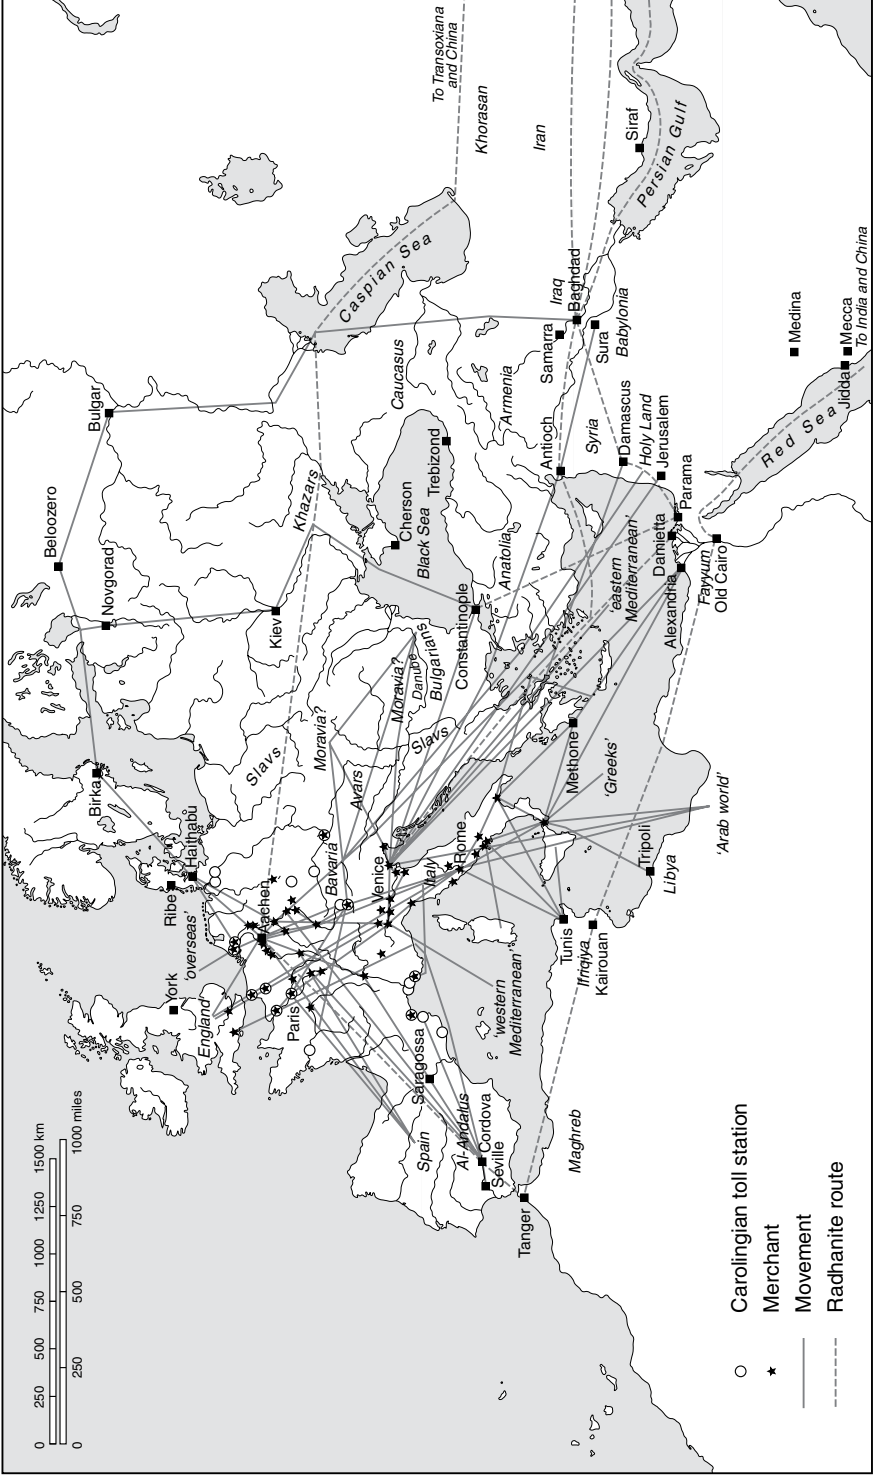 0 250 500 750 1000 1250 1500 km
0 250 500 750 1000 miles
Beloozero
Bulgar
Novgorad
Birka
York
Ribe
Haithabu
'overseas'
England'
Aachen
Paris
Slavs
Kiev
Khazars
Moravia?
Bavaria
Avars
Moravia?
Danube
Bulgarians
Slavs
Venice
Italy
Rome
Cherson
Black Sea
Trebizond
Caucasus
Caspian Sea
To Transoxiana
and China
Khorasan
Iran
Saragossa
Spain
Al-Andalus
Cordova
Seville
Tanger
Maghreb
'western
Mediterranean'
Constantinople
Anatolia
Armenia
Antioch
Samarra
Iraq
Baghdad
Sura
Babylonia
Syria
Damascus
Holy Land
Jerusalem
Siraf
Persian Gulf
Methone
'Greeks'
'eastern
Mediterranean'
Tunis
Ifriqiya
Kairouan
Tripoli
Libya
'Arab world'
Alexandria
Damietta
Parama
Fayyum
Old Cairo
Red Sea
Medina
Mecca
Jidda
To India and China
Carolingian toll station
Merchant
Movement
Radhanite route